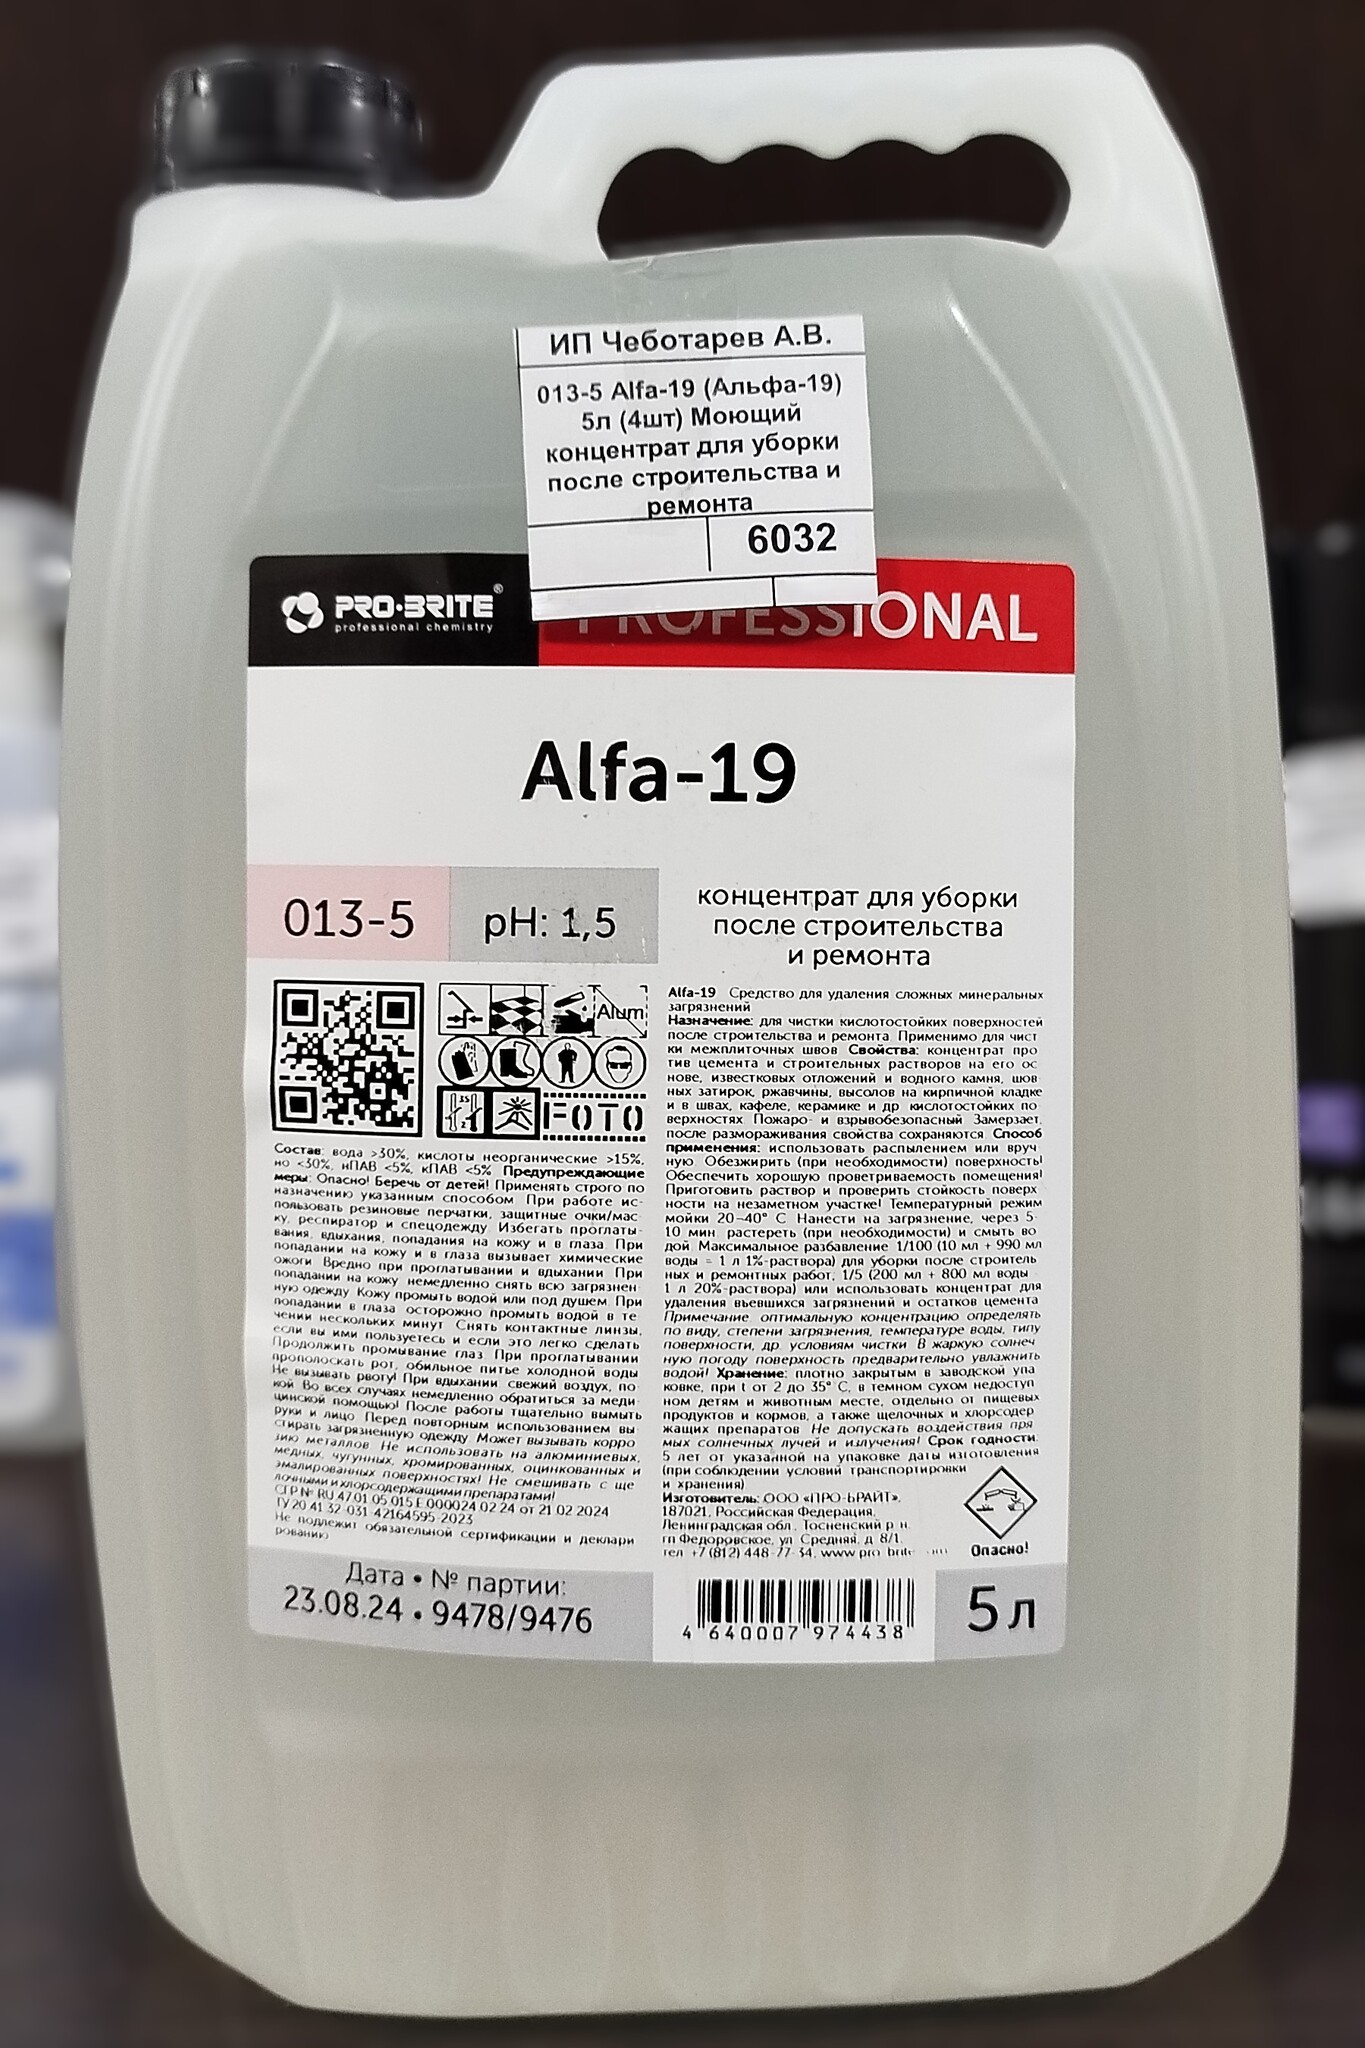 ИП Чеботарев А.В.
013-5 Alfa-19 (Альфа-19)
5л (4шт) Моющий
концентрат для уборки
после строительства и
ремонта
6032
PRO-BRITE®
professional chemistry
PROFESSIONAL
Alfa-19
013-5
pH: 1,5
концентрат для уборки
после строительства
и ремонта
Alum
FOTO
Состав: вода >30%, кислоты неорганические >15%,
но <30%, нПАВ <5%, кПАВ <5% Предупреждающие
меры: Опасно! Беречь от детей! Применять строго по
назначению указанным способом При работе ис-
пользовать резиновые перчатки, защитные очки/мас-
ку, респиратор и спецодежду Избегать проглаты-
вания, вдыхания, попадания на кожу и в глаза При
попадании на кожу и в глаза вызывает химические
ожоги Вредно при проглатывании и вдыхании При
попадании на кожу немедленно снять всю загрязнен-
ную одежду Кожу промыть водой или под душем При
попадании в глаза осторожно промыть водой в те-
чении нескольких минут Снять контактные линзы,
если вы ими пользуетесь и если это легко сделать
Продолжить промывание глаз При проглатывании
прополоскать рот, обильное питье холодной воды
Не вызывать рвоту! При вдыхании свежий воздух, по-
кой Во всех случаях немедленно обратиться за меди-
цинской помощью! После работы тщательно вымыть
руки и лицо Перед повторным использованием вы-
стирать загрязненную одежду Может вызывать корро
зию металлов Не использовать на алюминиевых,
медных, чугунных, хромированных, оцинкованных и
эмалированных поверхностях! Не смешивать с ще
лочными и хлорсодержащими препаратами!
СГР № RU 47 01 05 015 E 000024 02 24 от 21 02 2024
ТУ 20 41 32-031 42164595-2023
Не подлежит обязательной сертификации и деклари
рованию
Alfa-19 Средство для удаления сложных минеральных
загрязнений
Назначение: для чистки кислотостойких поверхностей
после строительства и ремонта Применимо для чист
ки межплиточных швов Свойства: концентрат про
тив цемента и строительных растворов на его ос
нове, известковых отложений и водного камня, шов
ных затирок, ржавчины, высолов на кирпичной кладке
и в швах, кафеле, керамике и др кислотостойких по
верхностях Пожаро- и взрывобезопасный Замерзает,
после размораживания свойства сохраняются Способ
применения: использовать распылением или вруч
ную Обезжирить (при необходимости) поверхность!
Обеспечить хорошую проветриваемость помещения!
Приготовить раствор и проверить стойкость поверх
ности на незаметном участке! Температурный режим
мойки 20-40° С Нанести на загрязнение, через 5-
10 мин растереть (при необходимости) и смыть во
дой Максимальное разбавление 1/100 (10 мл + 990 мл
воды = 1 л 1%-раствора) для уборки после строитель
ных и ремонтных работ, 1/5 (200 мл + 800 мл воды
1 л 20%-раствора) или использовать концентрат для
удаления въевшихся загрязнений и остатков цемента
Примечание оптимальную концентрацию определять
по виду, степени загрязнения, температуре воды, типу
поверхности, др условиям чистки В жаркую солнеч
ную погоду поверхность предварительно увлажнить
водой! Хранение: плотно закрытым в заводской упа
ковке, при t от 2 до 35° С, в темном сухом недоступ
ном детям и животным месте, отдельно от пищевых
продуктов и кормов, а также щелочных и хлорсодер
жащих препаратов Не допускать воздействия пря
мых солнечных лучей и излучения! Срок годности:
5 лет от указанной на упаковке даты изготовления
(при соблюдении условий транспортировки
и хранения)
Изготовитель: ООО «ПРО-БРАЙТ»,
187021, Российская Федерация,
Ленинградская обл, Тосненский р н,
гп Федоровское, ул Средняя, д 8/1,
тел +7 (812) 448-77-34, www pro brite
Опасно!
Дата • № партии:
23.08.24 • 9478/9476
4 640007 974438
5 л